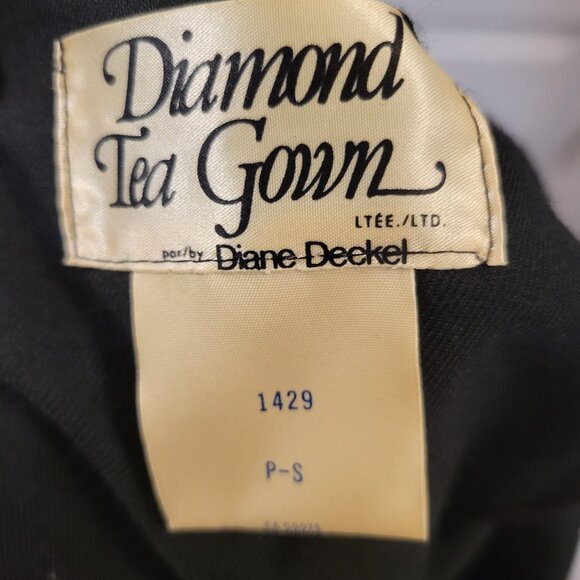 Diamond
Tea Gown
LTÉE./LTD.
par/by Diane Deckel
1429
P-S